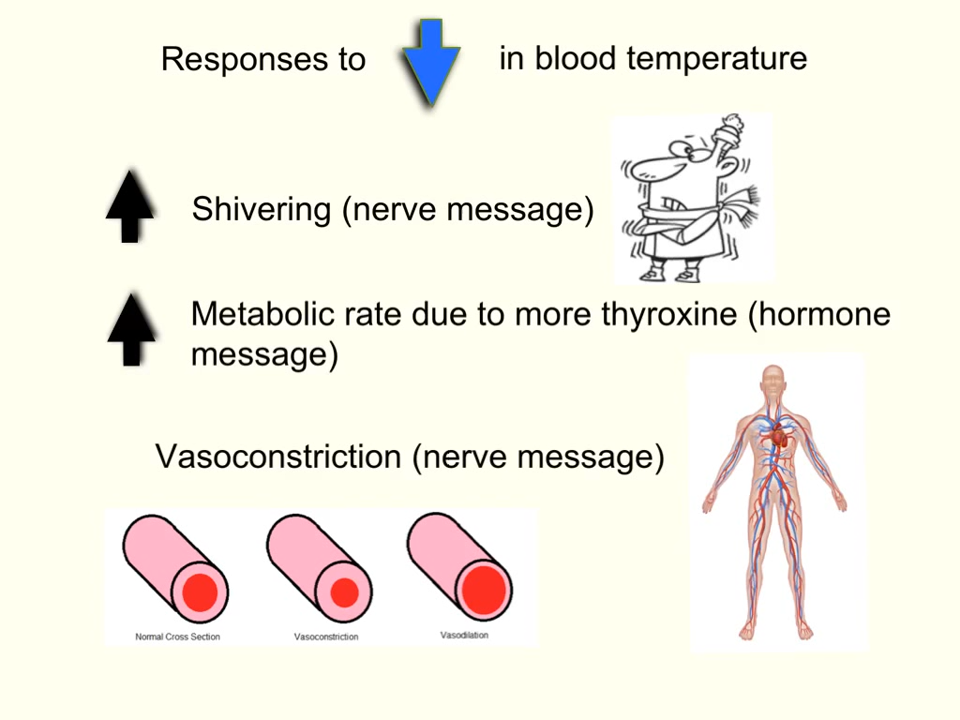 Responses to in blood temperature
Shivering (nerve message)
Metabolic rate due to more thyroxine (hormone
message)
Vasoconstriction (nerve message)
Normal Cross Section
Vasoconstriction
Vasodilation